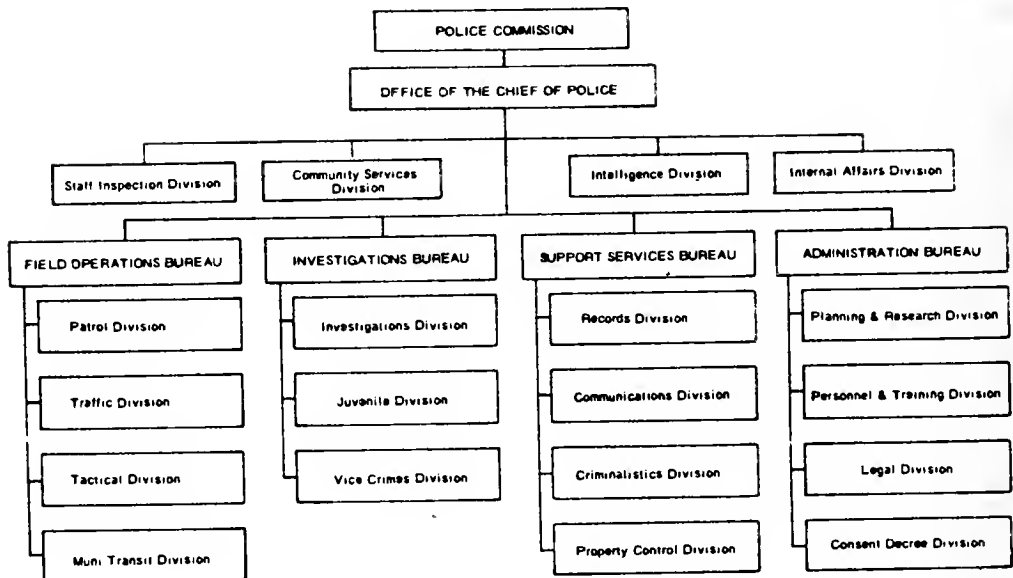 POLICE COMMISSION
OFFICE OF THE CHIEF OF POLICE
Staff Inspection Division
Community Services
Division
Intelligence Division
Internal Affairs Division
FIELD OPERATIONS BUREAU
INVESTIGATIONS BUREAU
SUPPORT SERVICES BUREAU
ADMINISTRATION BUREAU
Patrol Division
Investigations Division
Records Division
Planning & Research Division
Traffic Division
Juvenile Division
Communications Division
Personnel & Training Division
Tactical Division
Vice Crimes Division
Criminalistics Division
Legal Division
Muni Transit Division
Property Control Division
Consent Decree Division